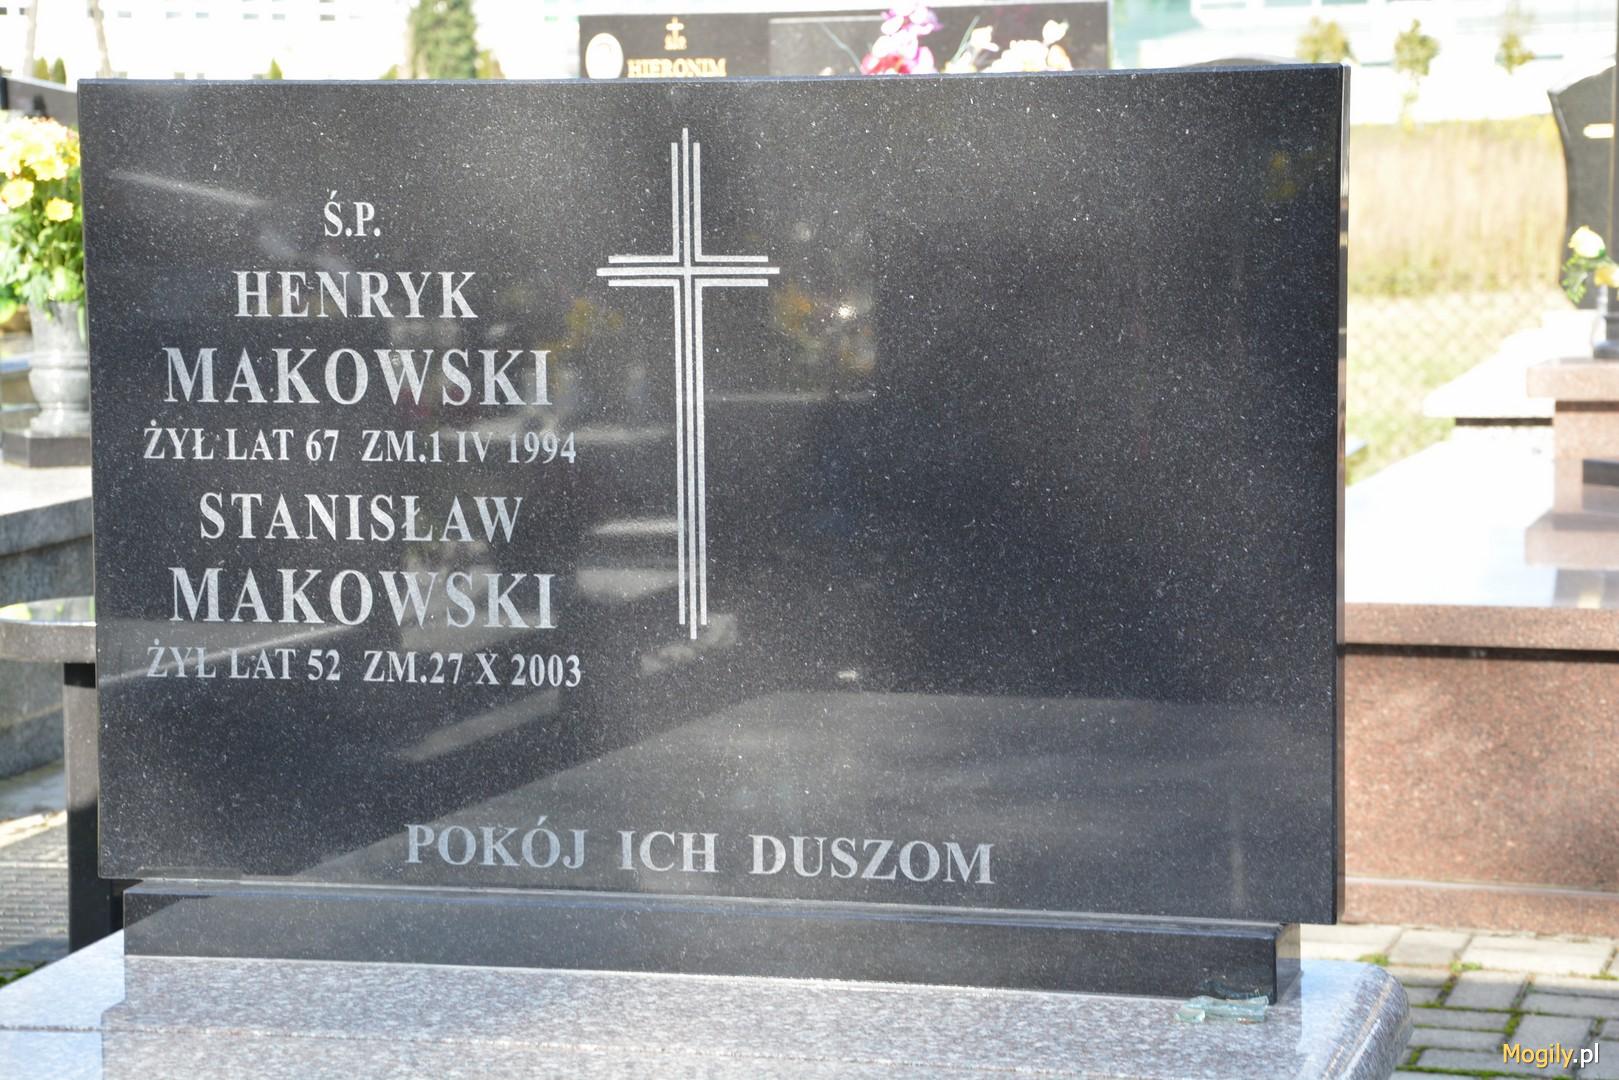 Ś.P.
HIERONIM
Ś.P.
HENRYK
MAKOWSKI
ŻYŁ LAT 67 ZM.1 IV 1994
STANISŁAW
MAKOWSKI
ŻYŁ LAT 52 ZM.27 X 2003
POKÓJ ICH DUSZOM
Mogily.pl